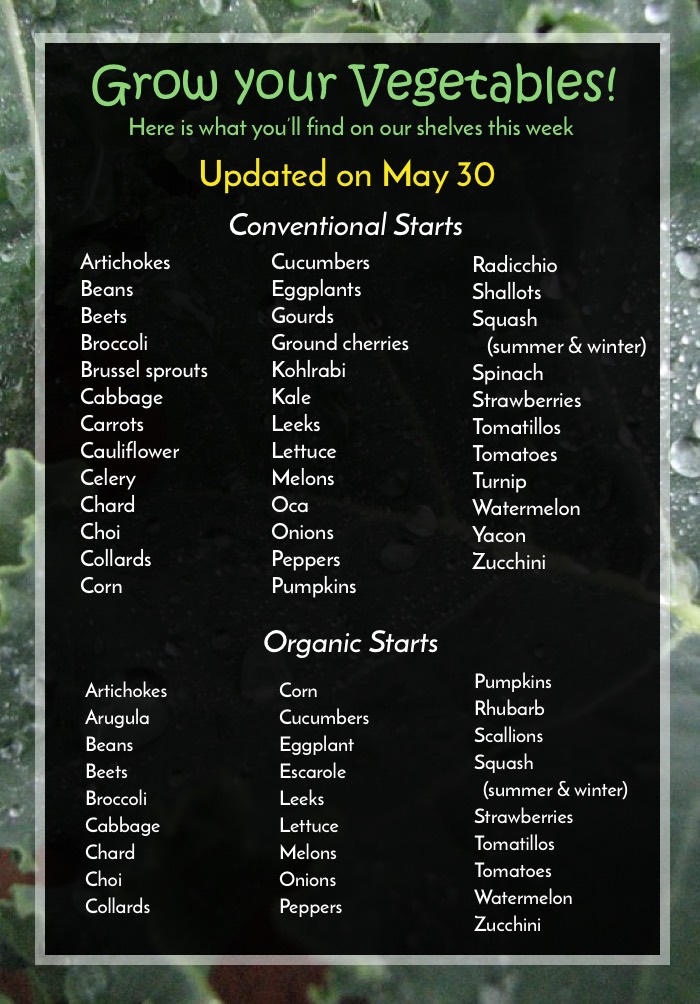 Grow your Vegetables!
Here is what you'll find on our shelves this week
Updated on May 30
Conventional Starts
Artichokes
Beans
Beets
Broccoli
Brussel sprouts
Cabbage
Carrots
Cauliflower
Celery
Chard
Choi
Collards
Corn
Cucumbers
Eggplants
Gourds
Ground cherries
Kohlrabi
Kale
Leeks
Lettuce
Melons
Oca
Onions
Peppers
Pumpkins
Radicchio
Shallots
Squash
(summer & winter)
Spinach
Strawberries
Tomatillos
Tomatoes
Turnip
Watermelon
Yacon
Zucchini
Organic Starts
Artichokes
Arugula
Beans
Beets
Broccoli
Cabbage
Chard
Choi
Collards
Corn
Cucumbers
Eggplant
Escarole
Leeks
Lettuce
Melons
Onions
Peppers
Pumpkins
Rhubarb
Scallions
Squash
(summer & winter)
Strawberries
Tomatillos
Tomatoes
Watermelon
Zucchini